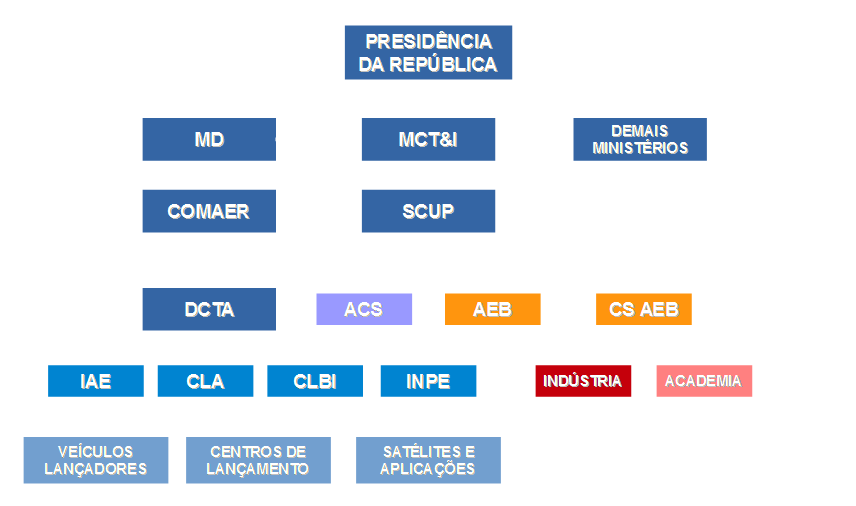 PRESIDÊNCIA
DA REPÚBLICA
MD
MCT&I
DEMAIS
MINISTÉRIOS
COMAER
SCUP
DCTA
ACS
AEB
CS AEB
IAE
CLA
CLBI
INPE
INDÚSTRIA
ACADEMIA
VEÍCULOS
LANÇADORES
CENTROS DE
LANÇAMENTO
SATÉLITES E
APLICAÇÕES